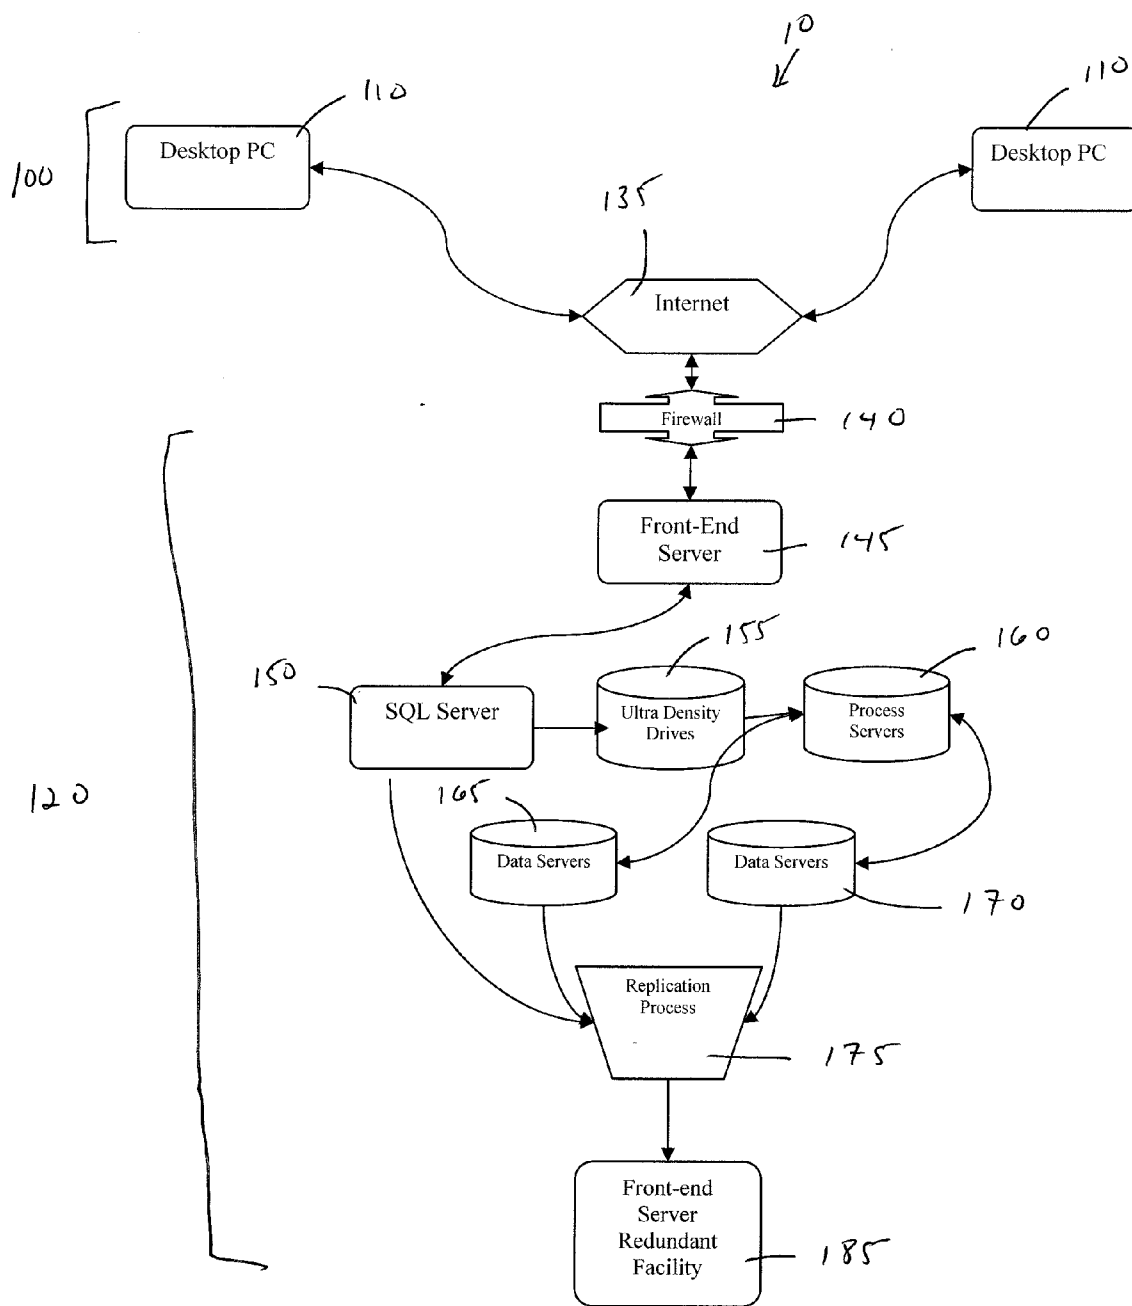 10
110
110
Desktop PC
Desktop PC
100
135
Internet
Firewall
140
Front-End
Server
145
155
160
150
SQL Server
Ultra Density
Drives
Process
Servers
120
165
Data Servers
Data Servers
170
Replication
Process
175
Front-end
Server
Redundant
Facility
185